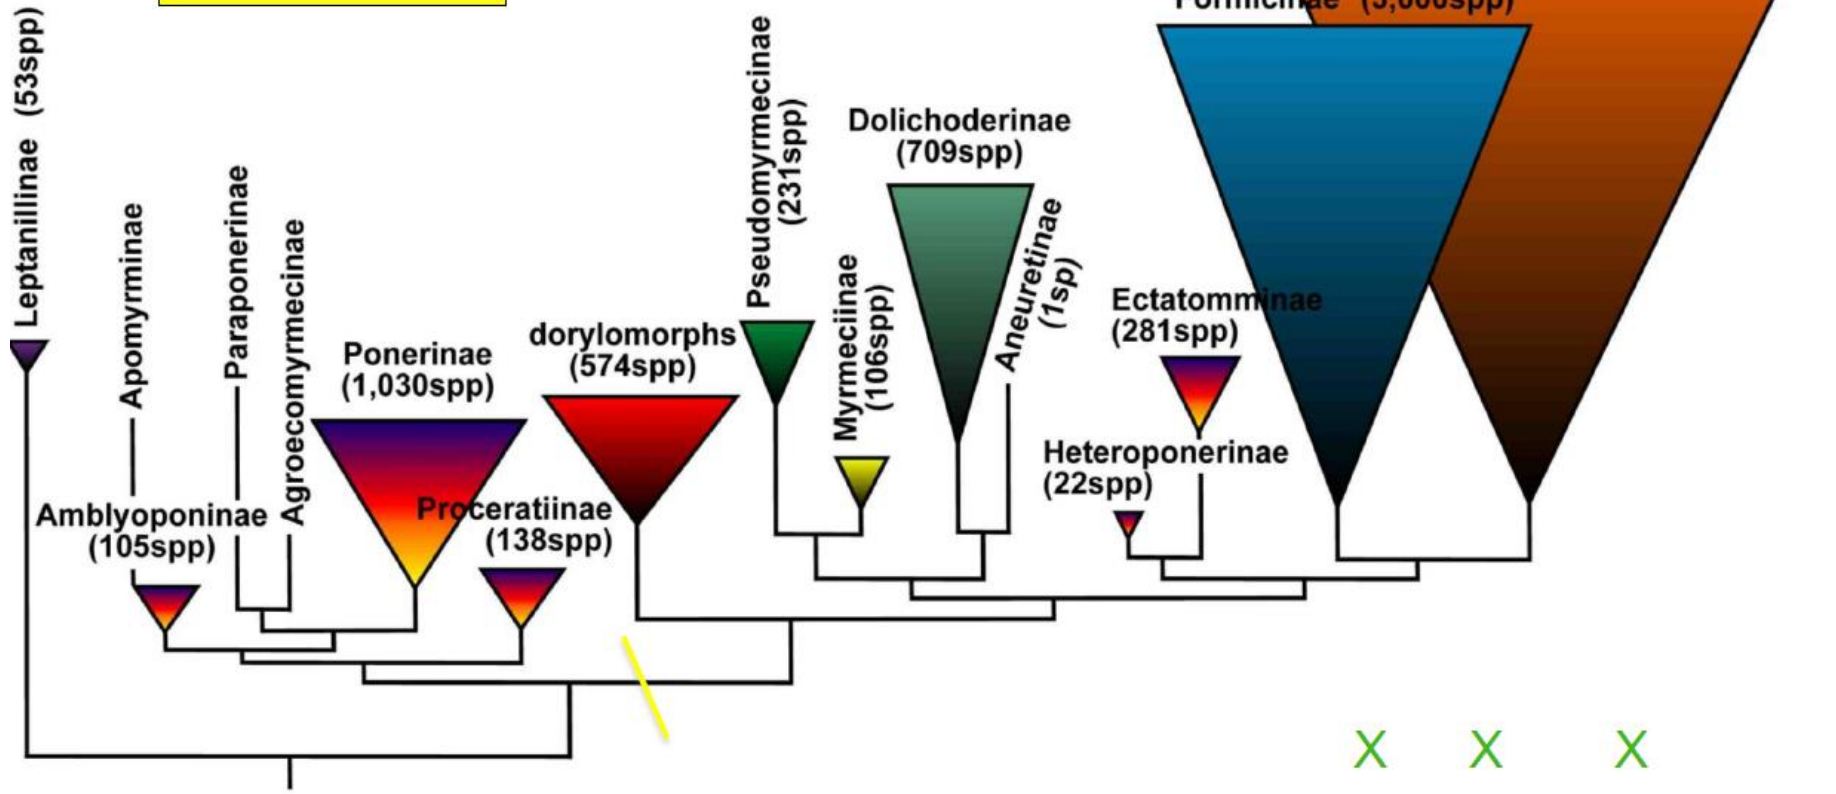 Leptanillinae (53spp)
Apomyrminae
Amblyoponinae
(105spp)
Paraponerinae
Agroecomyrmecinae
Ponerinae
(1,030spp)
Proceratiinae
(138spp)
dorylomorphs
(574spp)
Pseudomyrmecinae
(231spp)
Myrmeciinae
(106spp)
Dolichoderinae
(709spp)
Aneuretinae
(1sp)
Ectatomminae
(281spp)
Heteroponerinae
(22spp)
X X X